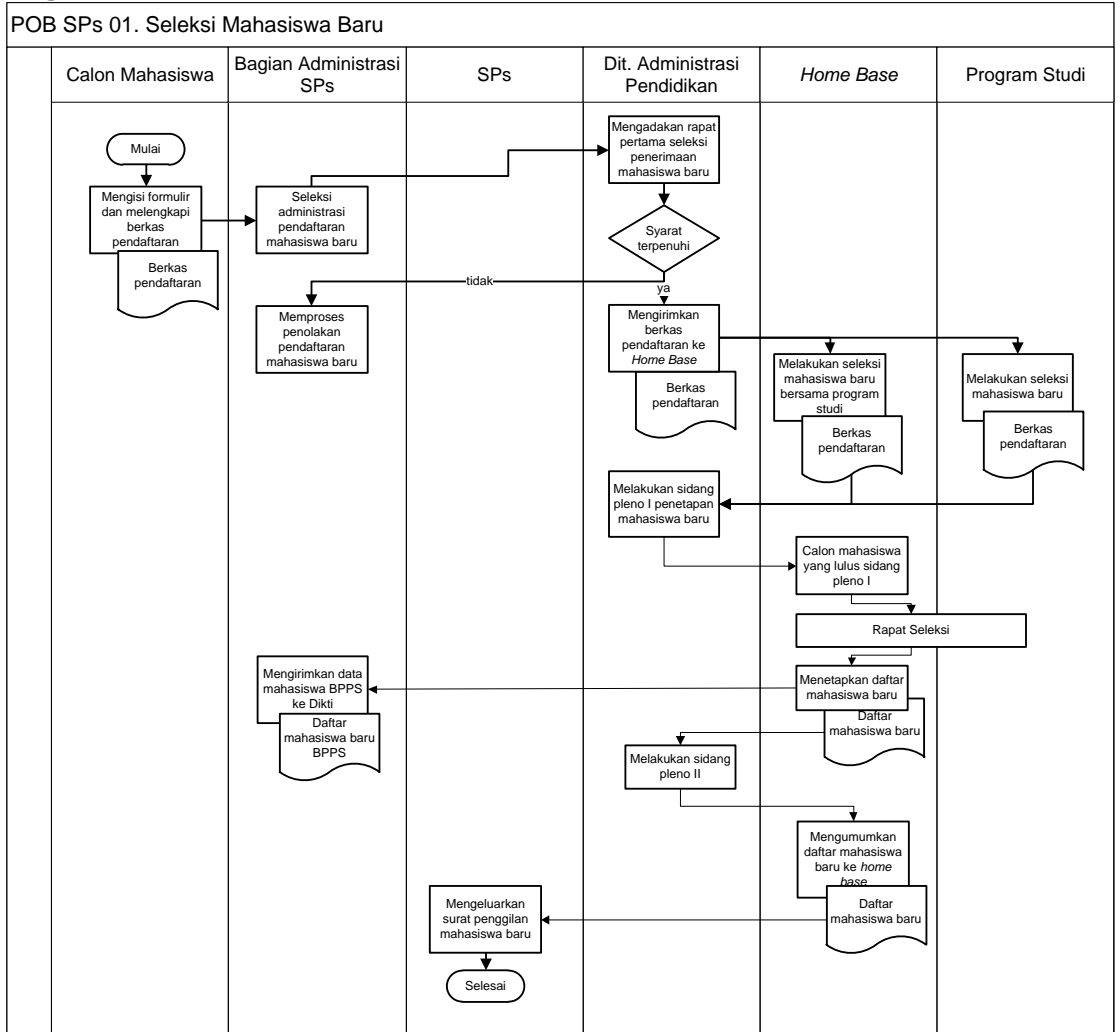 POB SPs 01. Seleksi Mahasiswa Baru
Calon Mahasiswa
Bagian Administrasi
SPs
SPs
Dit. Administrasi
Pendidikan
Home Base
Program Studi
Mulai
Mengisi formulir
dan melengkapi
berkas
pendaftaran
Berkas
pendaftaran
Seleksi
administrasi
pendaftaran
mahasiswa baru
Mengadakan rapat
pertama seleksi
penerimaan
mahasiswa baru
Syarat
terpenuhi
tidak
ya
Memproses
penolakan
pendaftaran
mahasiswa baru
Mengirimkan
berkas
pendaftaran ke
Home Base
Berkas
pendaftaran
Melakukan seleksi
mahasiswa baru
bersama program
studi
Berkas
pendaftaran
Melakukan seleksi
mahasiswa baru
Berkas
pendaftaran
Melakukan sidang
pleno I penetapan
mahasiswa baru
Calon mahasiswa
yang lulus sidang
pleno I
Rapat Seleksi
Menetapkan daftar
mahasiswa baru
Daftar
mahasiswa baru
Mengirimkan data
mahasiswa BPPS
ke Dikti
Daftar
mahasiswa baru
BPPS
Melakukan sidang
pleno II
Mengumumkan
daftar mahasiswa
baru ke home
base
Daftar
mahasiswa baru
Mengeluarkan
surat penggilan
mahasiswa baru
Selesai